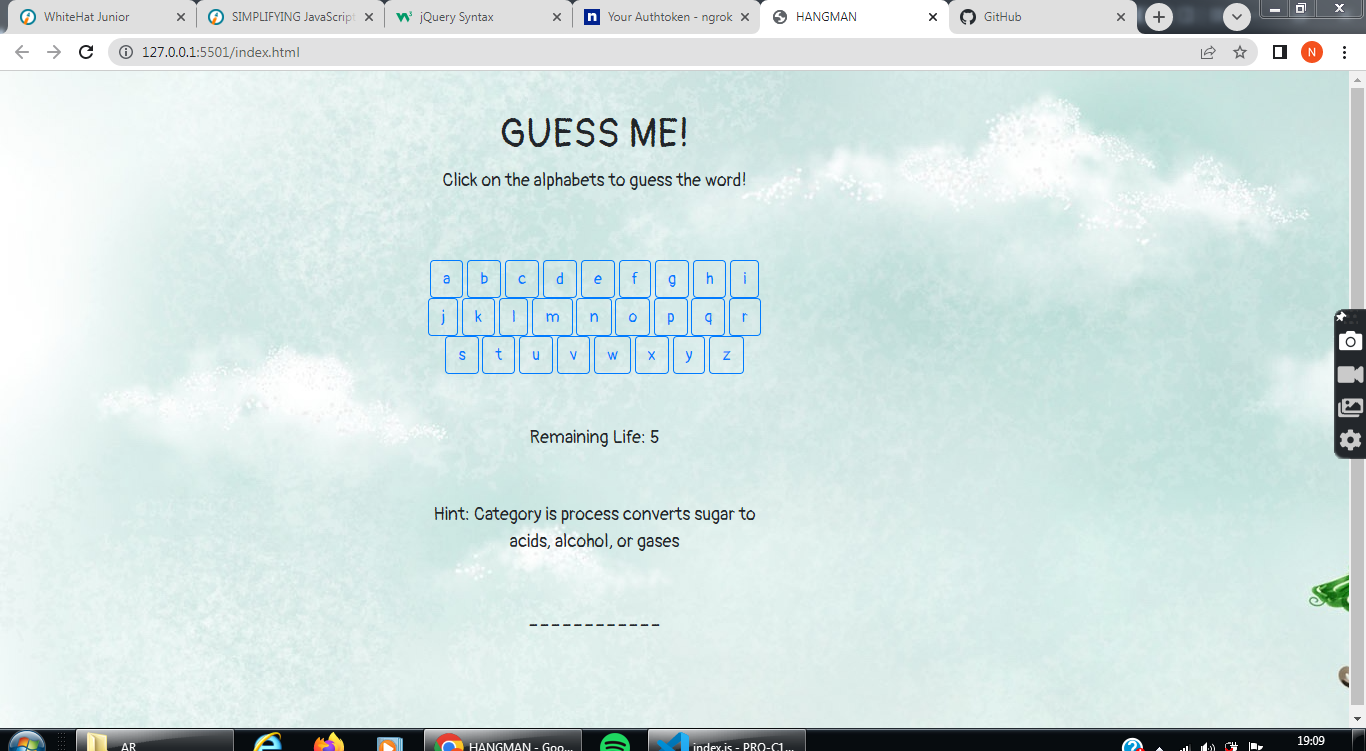 WhiteHat Junior
SIMPLIFYING JavaScript
jQuery Syntax
Your Authtoken - ngrok
HANGMAN
GitHub
127.0.0.1:5501/index.html
N
GUESS ME!
Click on the alphabets to guess the word!
a b c d e f g h i
j k l m n o p q r
s t u v w x y z
Remaining Life: 5
Hint: Category is process converts sugar to
acids, alcohol, or gases
_ _ _ _ _ _ _ _ _ _ _ _
AR
HANGMAN - Goo...
index.js - PRO-C1...
19:09